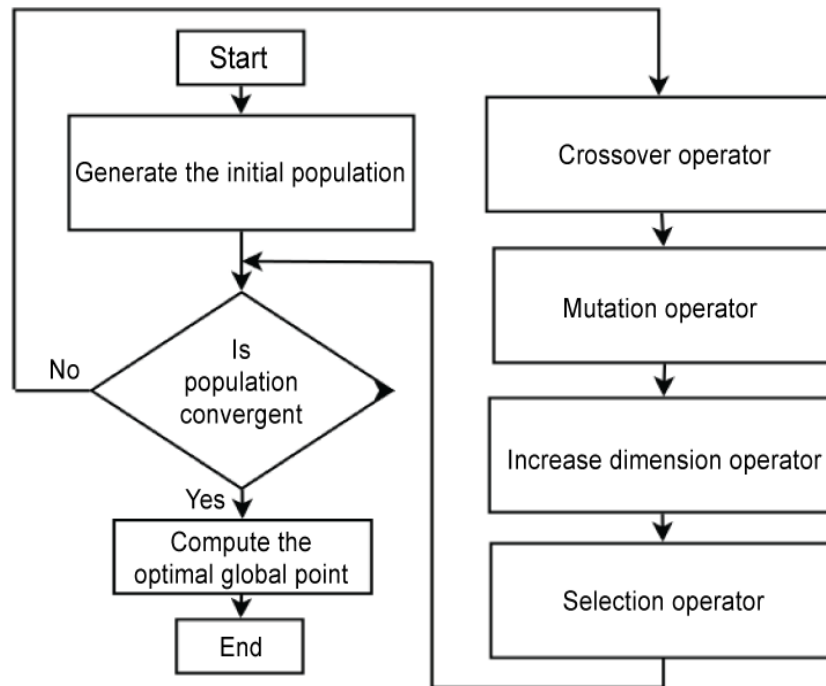 Start
Generate the initial population
Is
population
convergent
No
Yes
Compute the
optimal global point
End
Crossover operator
Mutation operator
Increase dimension operator
Selection operator